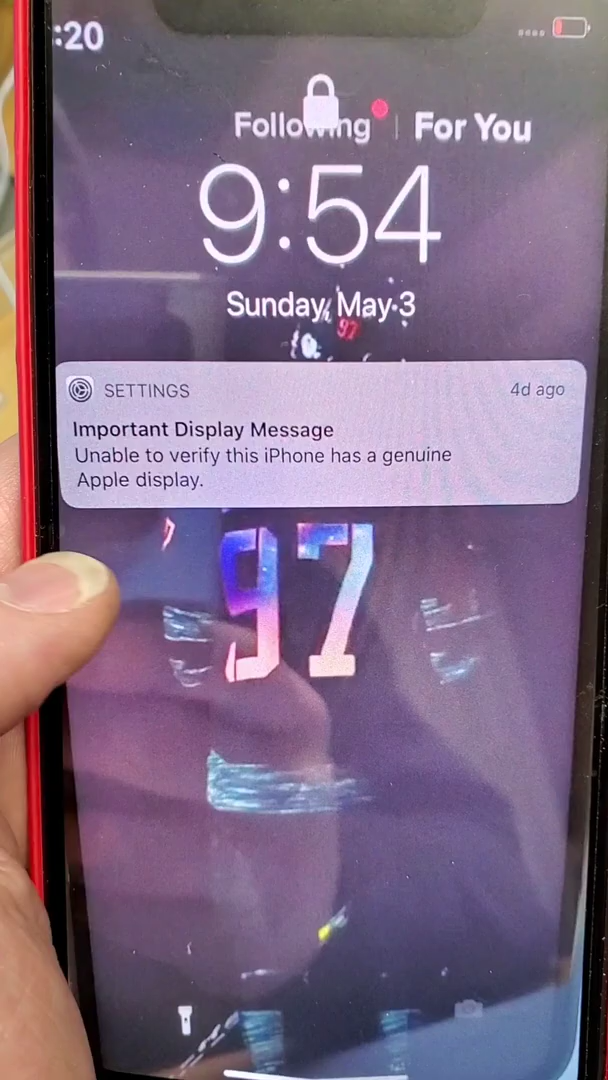 :20
Following | For You
9:54
Sunday, May 3
97
SETTINGS 4d ago
Important Display Message
Unable to verify this iPhone has a genuine
Apple display.
97